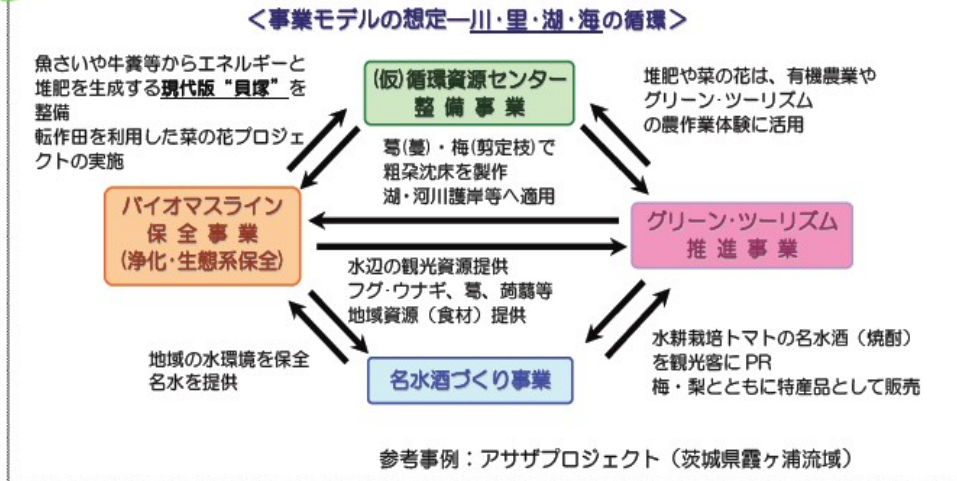 ＜事業モデルの想定―川・里・湖・海の循環＞
魚さいや牛糞等からエネルギーと
堆肥を生成する現代版“貝塚”を
整備
転作田を利用した菜の花プロジェ
クトの実施
(仮)循環資源センター
整備事業
堆肥や菜の花は、有機農業や
グリーン・ツーリズム
の農作業体験に活用
葛(蔓)・梅(剪定枝)で
粗朶沈床を製作
湖・河川護岸等へ適用
バイオマスライン
保全事業
(浄化・生態系保全)
グリーン・ツーリズム
推進事業
水辺の観光資源提供
フグ・ウナギ、葛、蒟蒻等
地域資源（食材）提供
地域の水環境を保全
名水を提供
名水酒づくり事業
水耕栽培トマトの名水酒（焼酎）
を観光客にPR
梅・梨とともに特産品として販売
参考事例：アサザプロジェクト（茨城県霞ヶ浦流域）